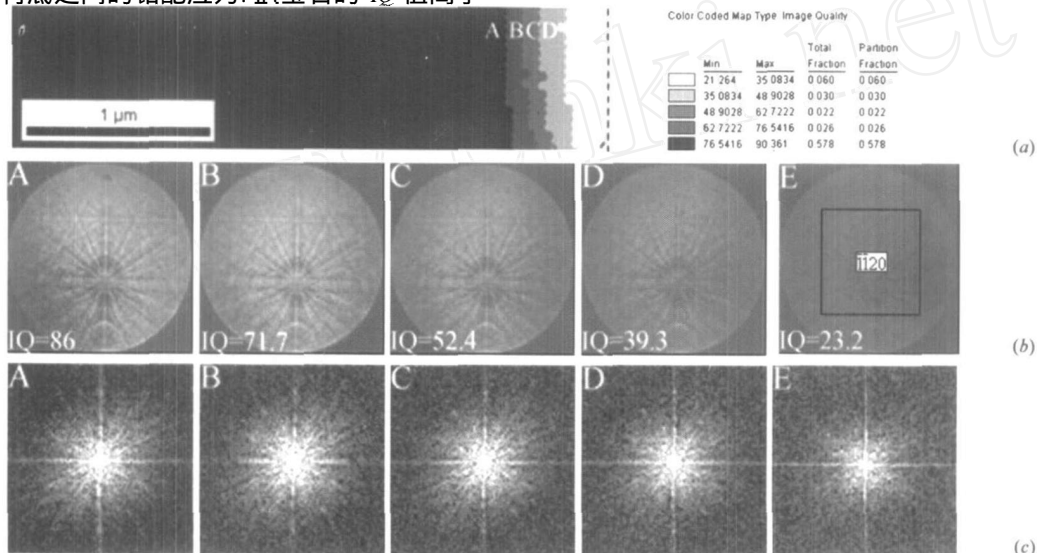 Color Coded Map Type Image Quality
A B C D
Total Partition
Min Max Fraction Fraction
21 264 35 0834 0 060 0 060
35 0834 48 9028 0 030 0 030
48 9028 62 7222 0 022 0 022
62 7222 76 5416 0 026 0 026
76 5416 90 361 0 578 0 578
1 μm
(a)
A B C D E
1120
IQ=86 IQ=71.7 IQ=52.4 IQ=39.3 IQ=23.2
(b)
A B C D E
(c)